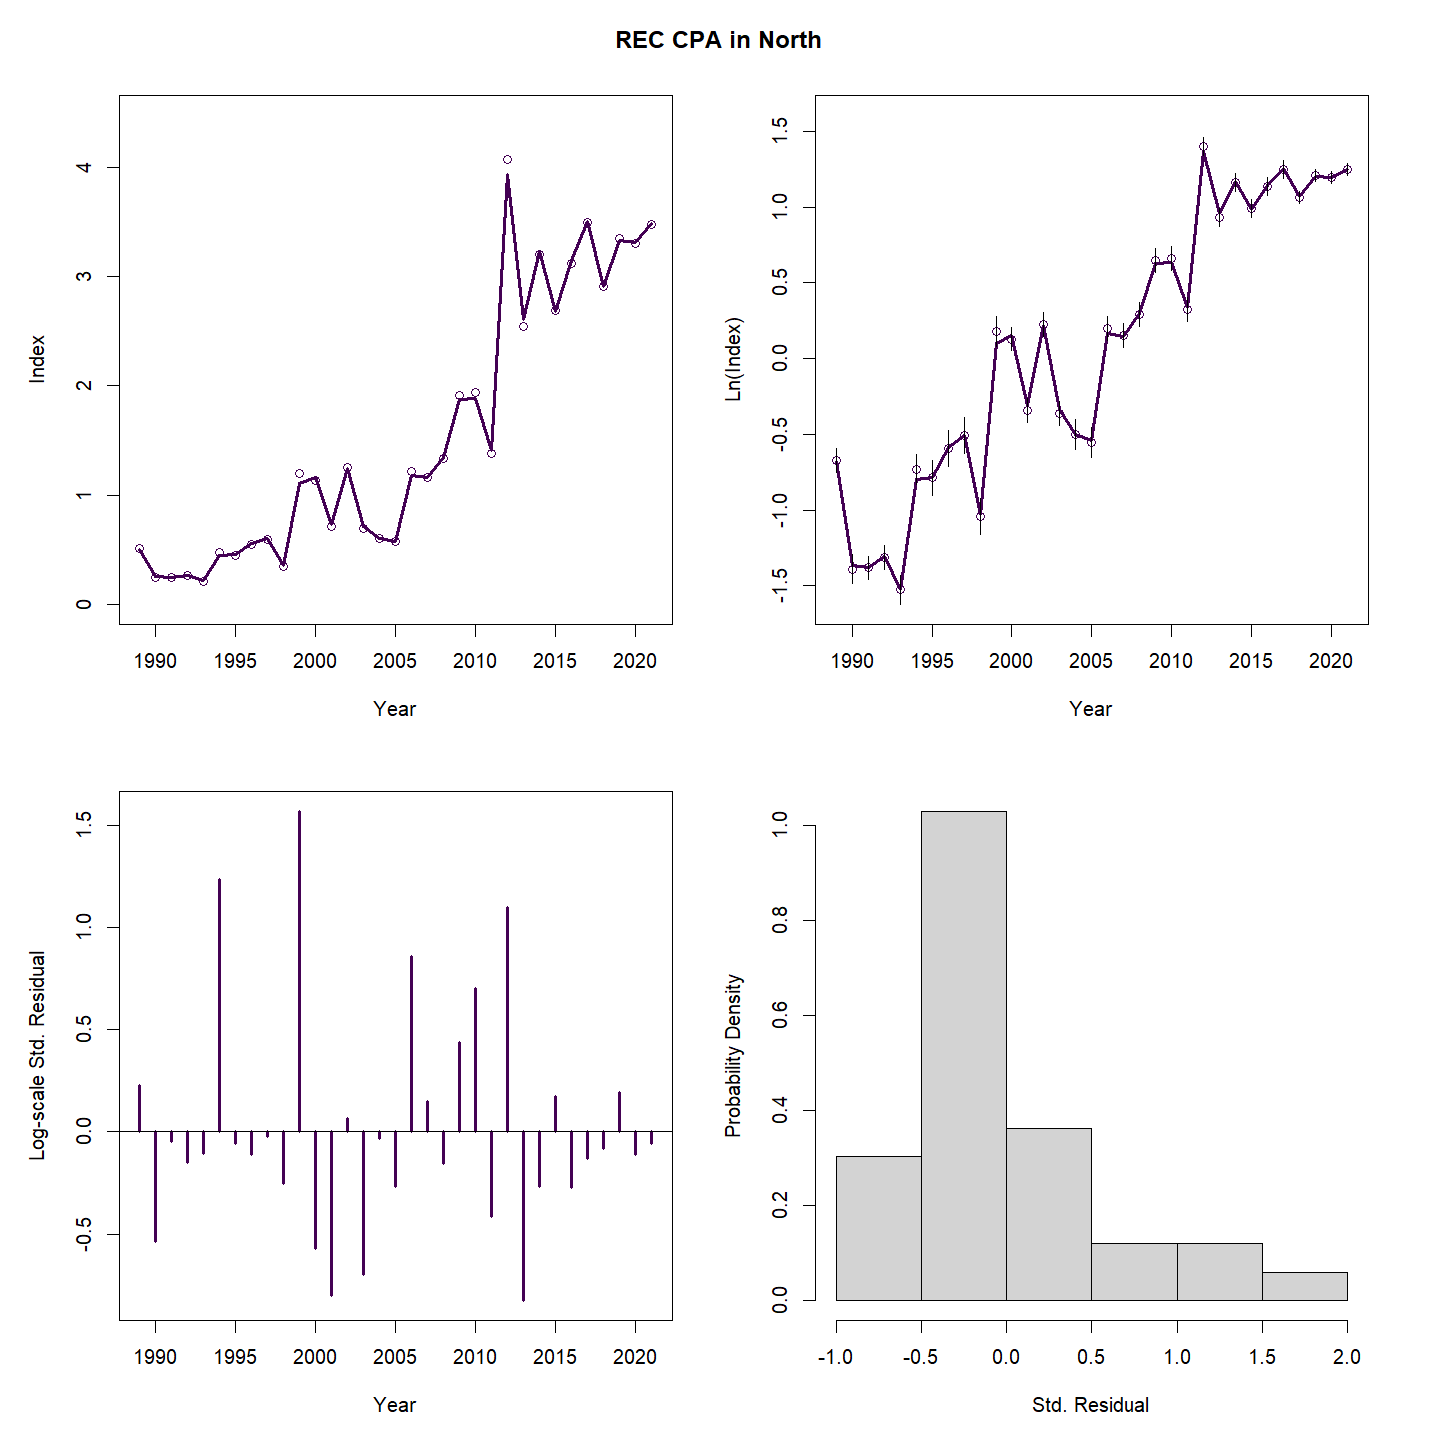 REC CPA in North
Index
0 1 2 3 4
1990 1995 2000 2005 2010 2015 2020
Year
Ln(Index)
-1.5 -1.0 -0.5 0.0 0.5 1.0 1.5
1990 1995 2000 2005 2010 2015 2020
Year
Log-scale Std. Residual
-0.5 0.0 0.5 1.0 1.5
1990 1995 2000 2005 2010 2015 2020
Year
Probability Density
0.0 0.2 0.4 0.6 0.8 1.0
-1.0 -0.5 0.0 0.5 1.0 1.5 2.0
Std. Residual